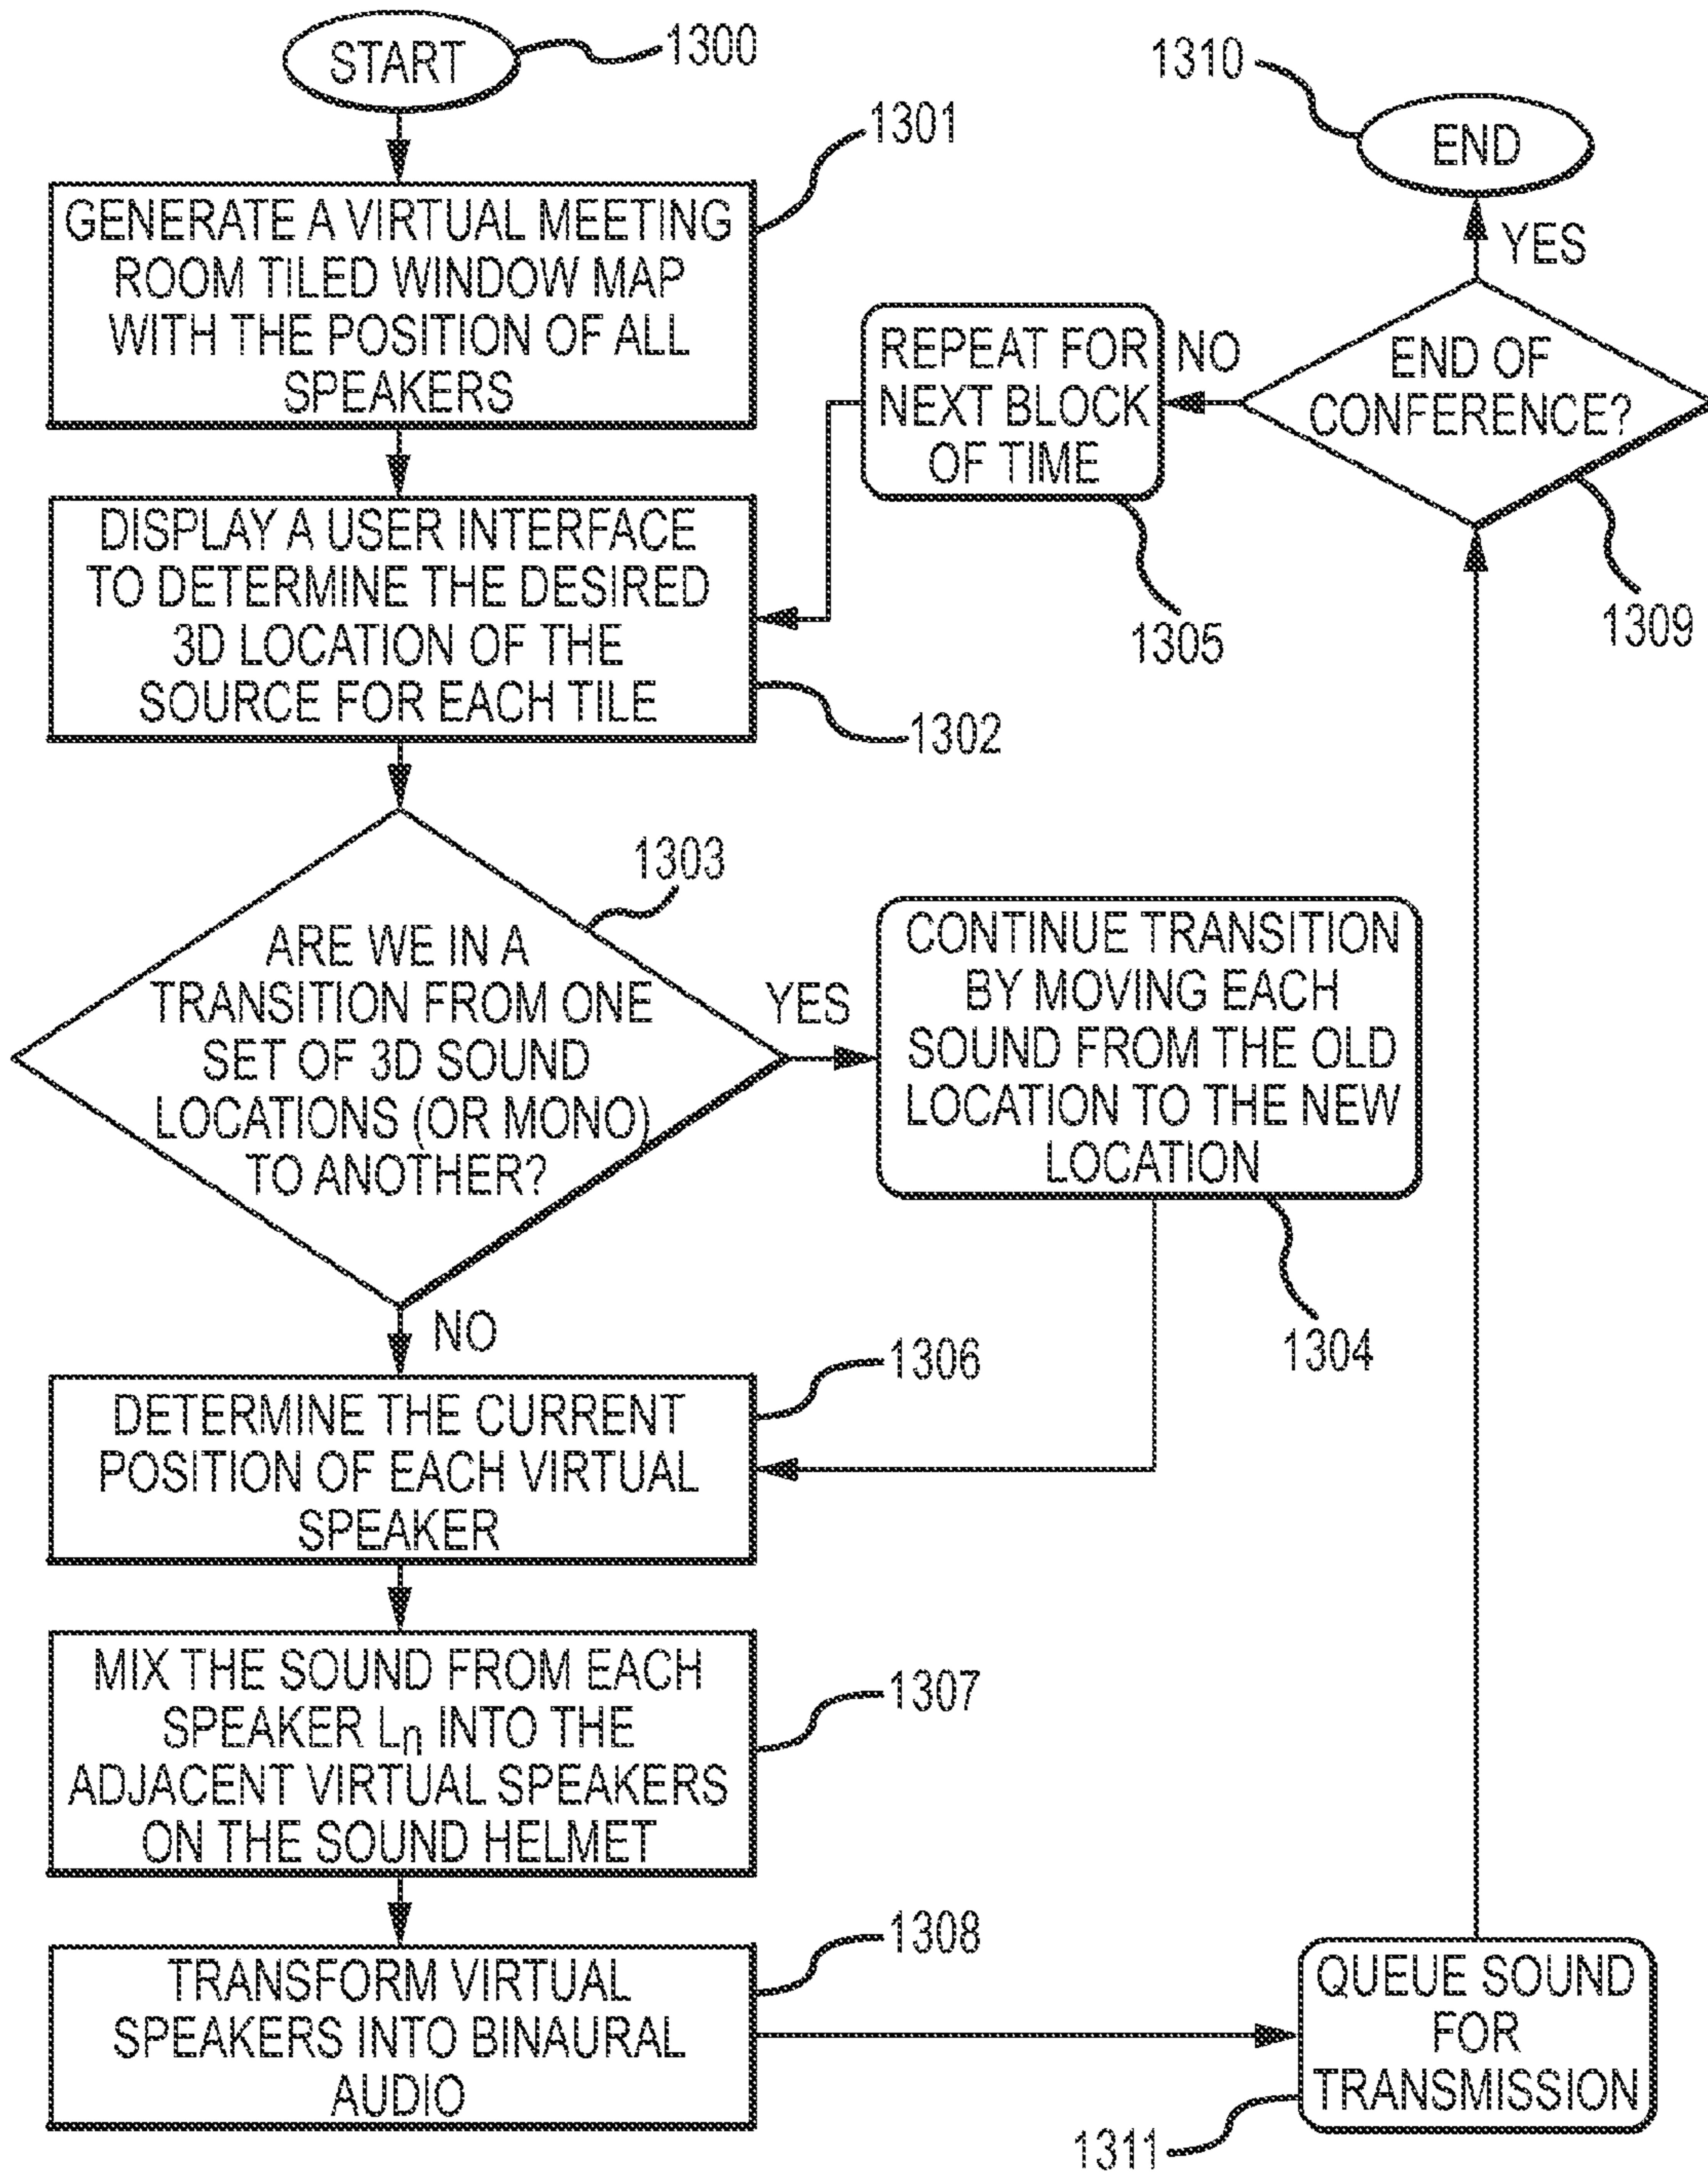 START
1300
1301
GENERATE A VIRTUAL MEETING
ROOM TILED WINDOW MAP
WITH THE POSITION OF ALL
SPEAKERS
DISPLAY A USER INTERFACE
TO DETERMINE THE DESIRED
3D LOCATION OF THE
SOURCE FOR EACH TILE
1302
1303
ARE WE IN A
TRANSITION FROM ONE
SET OF 3D SOUND
LOCATIONS (OR MONO)
TO ANOTHER?
YES
CONTINUE TRANSITION
BY MOVING EACH
SOUND FROM THE OLD
LOCATION TO THE NEW
LOCATION
1304
NO
1306
DETERMINE THE CURRENT
POSITION OF EACH VIRTUAL
SPEAKER
MIX THE SOUND FROM EACH
SPEAKER Ln INTO THE
ADJACENT VIRTUAL SPEAKERS
ON THE SOUND HELMET
1307
1308
TRANSFORM VIRTUAL
SPEAKERS INTO BINAURAL
AUDIO
QUEUE SOUND
FOR
TRANSMISSION
1311
END OF
CONFERENCE?
1309
NO
REPEAT FOR
NEXT BLOCK
OF TIME
1305
YES
END
1310